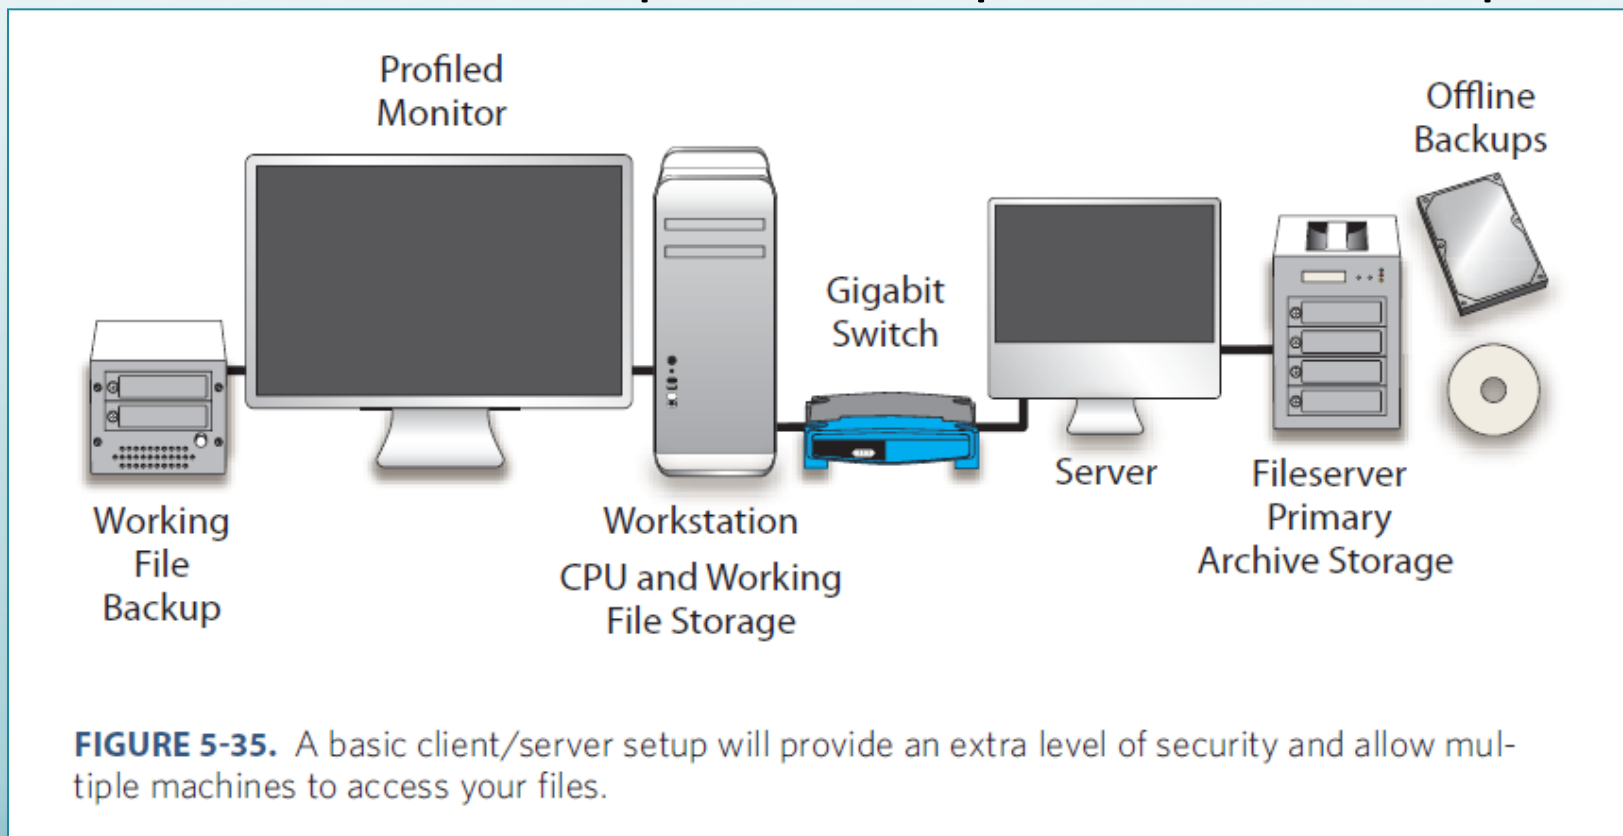 Profiled
Monitor
Offline
Backups
Gigabit
Switch
Server
Fileserver
Primary
Archive Storage
Working
File
Backup
Workstation
CPU and Working
File Storage
FIGURE 5-35. A basic client/server setup will provide an extra level of security and allow mul-
tiple machines to access your files.